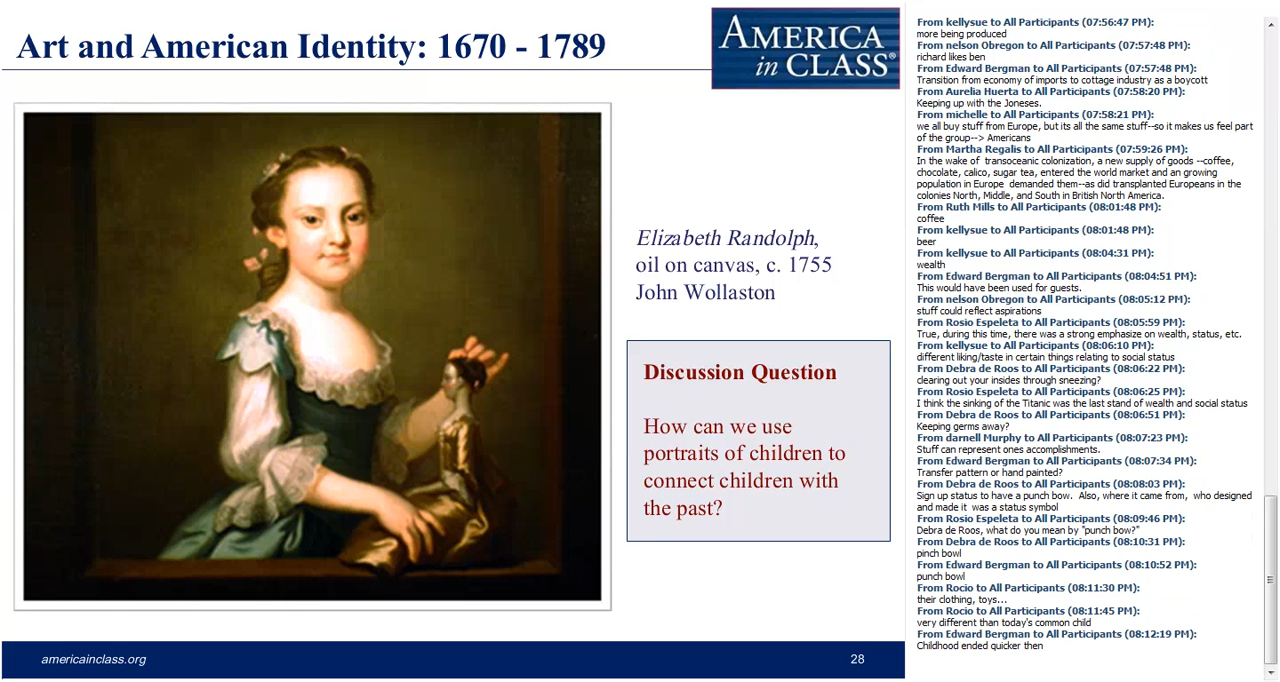 Art and American Identity: 1670 - 1789
AMERICA
in CLASS®
Elizabeth Randolph,
oil on canvas, c. 1755
John Wollaston
Discussion Question
How can we use
portraits of children to
connect children with
the past?
americainclass.org
28
From kellysue to All Participants (07:56:47 PM):
more being produced
From nelson Obregon to All Participants (07:57:48 PM):
richard likes ben
From Edward Bergman to All Participants (07:57:48 PM):
Transition from economy of imports to cottage industry as a boycott
From Aurelia Huerta to All Participants (07:58:20 PM):
Keeping up with the Joneses.
From michelle to All Participants (07:58:21 PM):
we all buy stuff from Europe, but its all the same stuff--so it makes us feel part
of the group--> Americans
From Martha Regalis to All Participants (07:59:26 PM):
In the wake of transoceanic colonization, a new supply of goods --coffee,
chocolate, calico, sugar tea, entered the world market and an growing
population in Europe demanded them--as did transplanted Europeans in the
colonies North, Middle, and South in British North America.
From Ruth Mills to All Participants (08:01:48 PM):
coffee
From kellysue to All Participants (08:01:48 PM):
beer
From kellysue to All Participants (08:04:31 PM):
wealth
From Edward Bergman to All Participants (08:04:51 PM):
This would have been used for guests.
From nelson Obregon to All Participants (08:05:12 PM):
stuff could reflect aspirations
From Rosio Espeleta to All Participants (08:05:59 PM):
True, during this time, there was a strong emphasize on wealth, status, etc.
From kellysue to All Participants (08:06:10 PM):
different liking/taste in certain things relating to social status
From Debra de Roos to All Participants (08:06:22 PM):
clearing out your insides through sneezing?
From Rosio Espeleta to All Participants (08:06:25 PM):
I think the sinking of the Titanic was the last stand of wealth and social status
From Debra de Roos to All Participants (08:06:51 PM):
Keeping germs away?
From darnell Murphy to All Participants (08:07:23 PM):
Stuff can represent ones accomplishments.
From Edward Bergman to All Participants (08:07:34 PM):
Transfer pattern or hand painted?
From Debra de Roos to All Participants (08:08:03 PM):
Sign up status to have a punch bow. Also, where it came from, who designed
and made it was a status symbol
From Rosio Espeleta to All Participants (08:09:46 PM):
Debra de Roos, what do you mean by "punch bow?"
From Debra de Roos to All Participants (08:10:31 PM):
pinch bowl
From Edward Bergman to All Participants (08:10:52 PM):
punch bowl
From Rocio to All Participants (08:11:30 PM):
their clothing, toys...
From Rocio to All Participants (08:11:45 PM):
very different than today's common child
From Edward Bergman to All Participants (08:12:19 PM):
Childhood ended quicker then